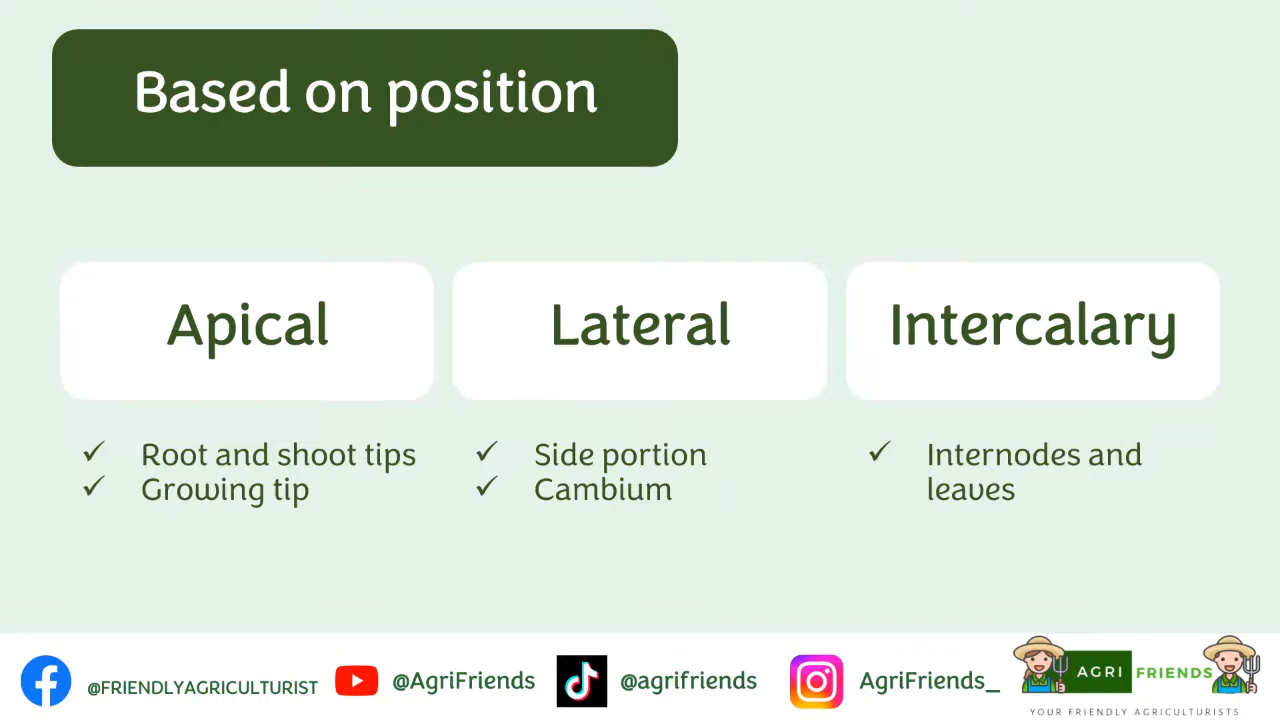 Based on position
Apical
Lateral
Intercalary
✓ Root and shoot tips
✓ Growing tip
✓ Side portion
✓ Cambium
✓ Internodes and
leaves
@FRIENDLYAGRICULTURIST
@AgriFriends
@agrifriends
AgriFriends_
AGRI FRIENDS
YOUR FRIENDLY AGRICULTURISTS